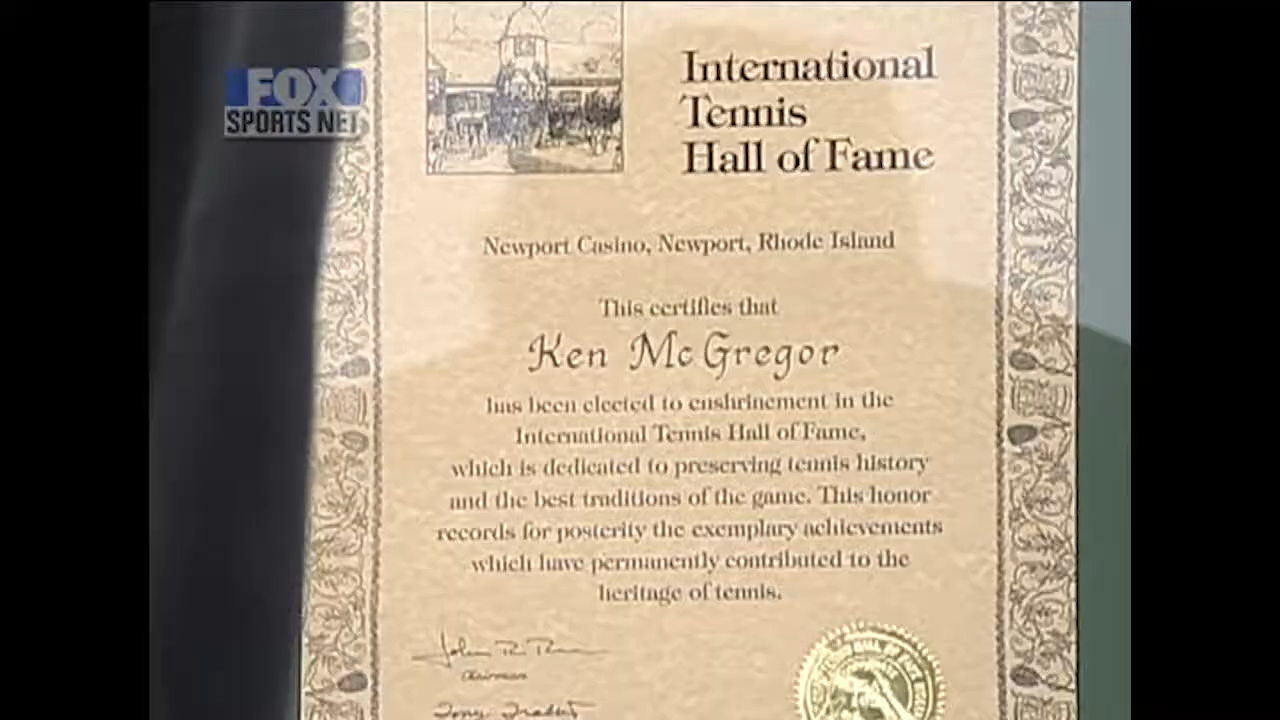 FOX
SPORTS NET
International
Tennis
Hall of Fame
Newport Casino, Newport, Rhode Island
This certifies that
Ken McGregor
has been elected to enshrinement in the
International Tennis Hall of Fame,
which is dedicated to preserving tennis history
and the best traditions of the game. This honor
records for posterity the exemplary achievements
which have permanently contributed to the
heritage of tennis.
Chairman